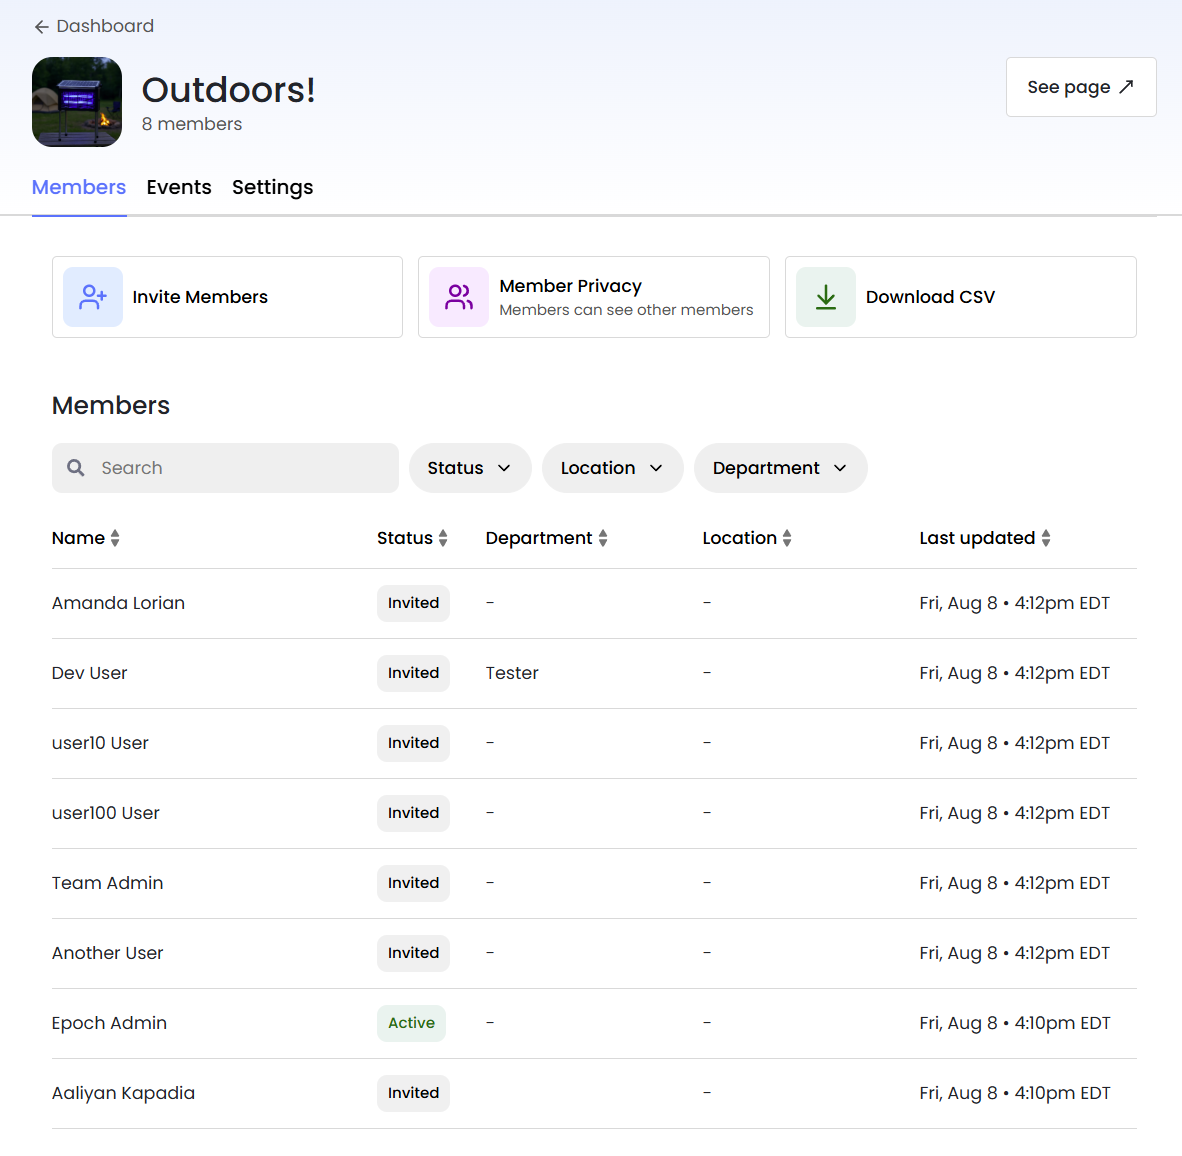 ← Dashboard
Outdoors!
8 members
See page ↗
Members Events Settings
Invite Members
Member Privacy
Members can see other members
Download CSV
Members
Search Status Location Department
Name Status Department Location Last updated
Amanda Lorian Invited - - Fri, Aug 8 • 4:12pm EDT
Dev User Invited Tester - Fri, Aug 8 • 4:12pm EDT
user10 User Invited - - Fri, Aug 8 • 4:12pm EDT
user100 User Invited - - Fri, Aug 8 • 4:12pm EDT
Team Admin Invited - - Fri, Aug 8 • 4:12pm EDT
Another User Invited - - Fri, Aug 8 • 4:12pm EDT
Epoch Admin Active - - Fri, Aug 8 • 4:10pm EDT
Aaliyan Kapadia Invited - Fri, Aug 8 • 4:10pm EDT